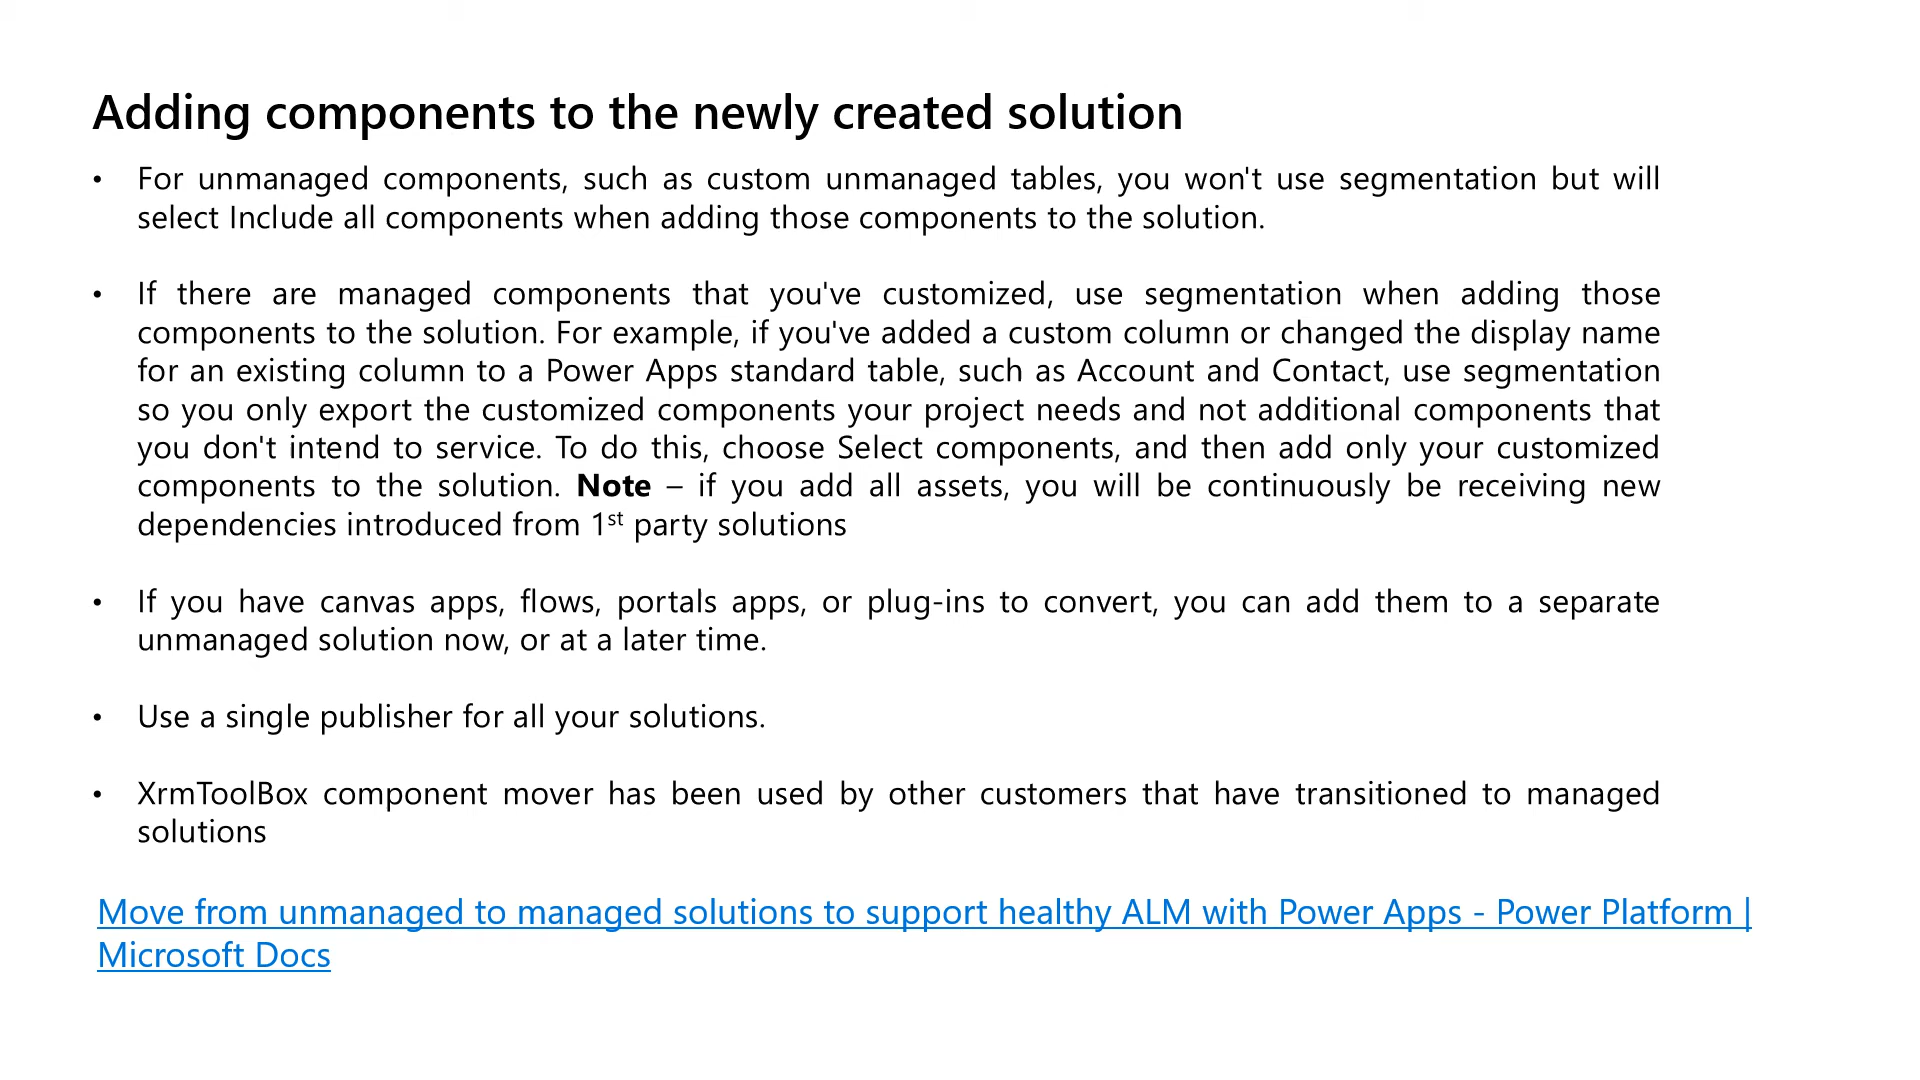 Adding components to the newly created solution
• For unmanaged components, such as custom unmanaged tables, you won't use segmentation but will
select Include all components when adding those components to the solution.
• If there are managed components that you've customized, use segmentation when adding those
components to the solution. For example, if you've added a custom column or changed the display name
for an existing column to a Power Apps standard table, such as Account and Contact, use segmentation
so you only export the customized components your project needs and not additional components that
you don't intend to service. To do this, choose Select components, and then add only your customized
components to the solution. Note – if you add all assets, you will be continuously be receiving new
dependencies introduced from 1st party solutions
• If you have canvas apps, flows, portals apps, or plug-ins to convert, you can add them to a separate
unmanaged solution now, or at a later time.
• Use a single publisher for all your solutions.
• XrmToolBox component mover has been used by other customers that have transitioned to managed
solutions
Move from unmanaged to managed solutions to support healthy ALM with Power Apps - Power Platform |
Microsoft Docs